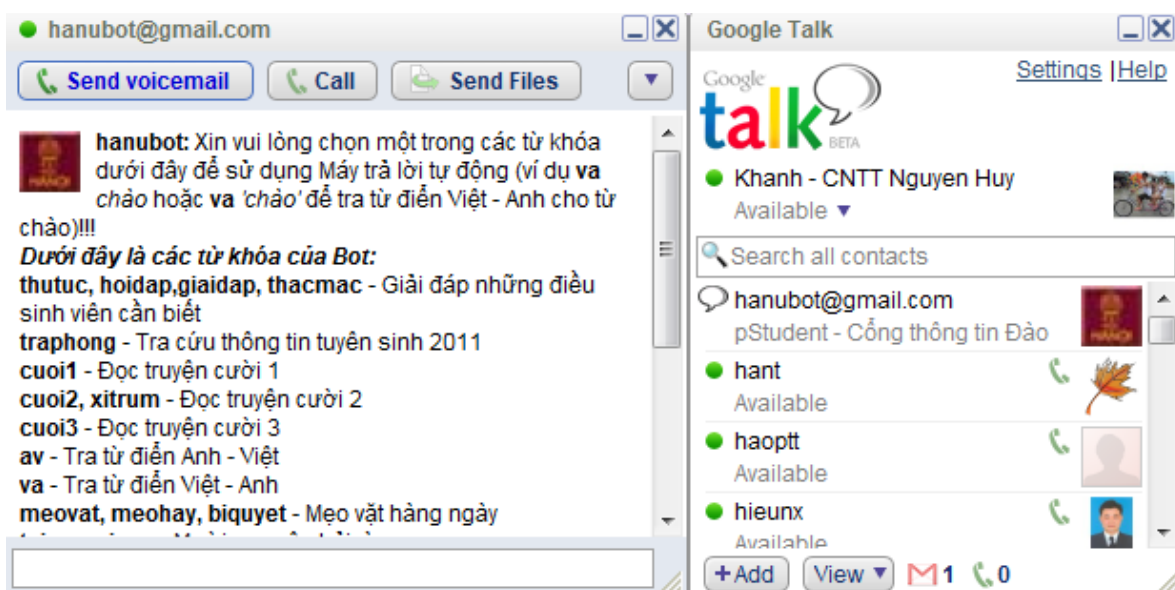 hanubot@gmail.com
Send voicemail
Call
Send Files
hanubot: Xin vui lòng chọn một trong các từ khóa
dưới đây để sử dụng Máy trả lời tự động (ví dụ va
chào hoặc va 'chào' để tra từ điển Việt - Anh cho từ
chào)!!!
Dưới đây là các từ khóa của Bot:
thutuc, hoidap,giaidap, thacmac - Giải đáp những điều
sinh viên cần biết
traphong - Tra cứu thông tin tuyên sinh 2011
cuoi1 - Đọc truyện cười 1
cuoi2, xitrum - Đọc truyện cười 2
cuoi3 - Đọc truyện cười 3
av - Tra từ điển Anh - Việt
va - Tra từ điển Việt - Anh
meovat, meohay, biquyet - Mẹo vặt hàng ngày
Google Talk
Settings | Help
Google
talk
BETA
Khanh - CNTT Nguyen Huy
Available
Search all contacts
hanubot@gmail.com
pStudent - Cổng thông tin Đào
hant
Available
haoptt
Available
hieunx
Available
+Add
View
1
0